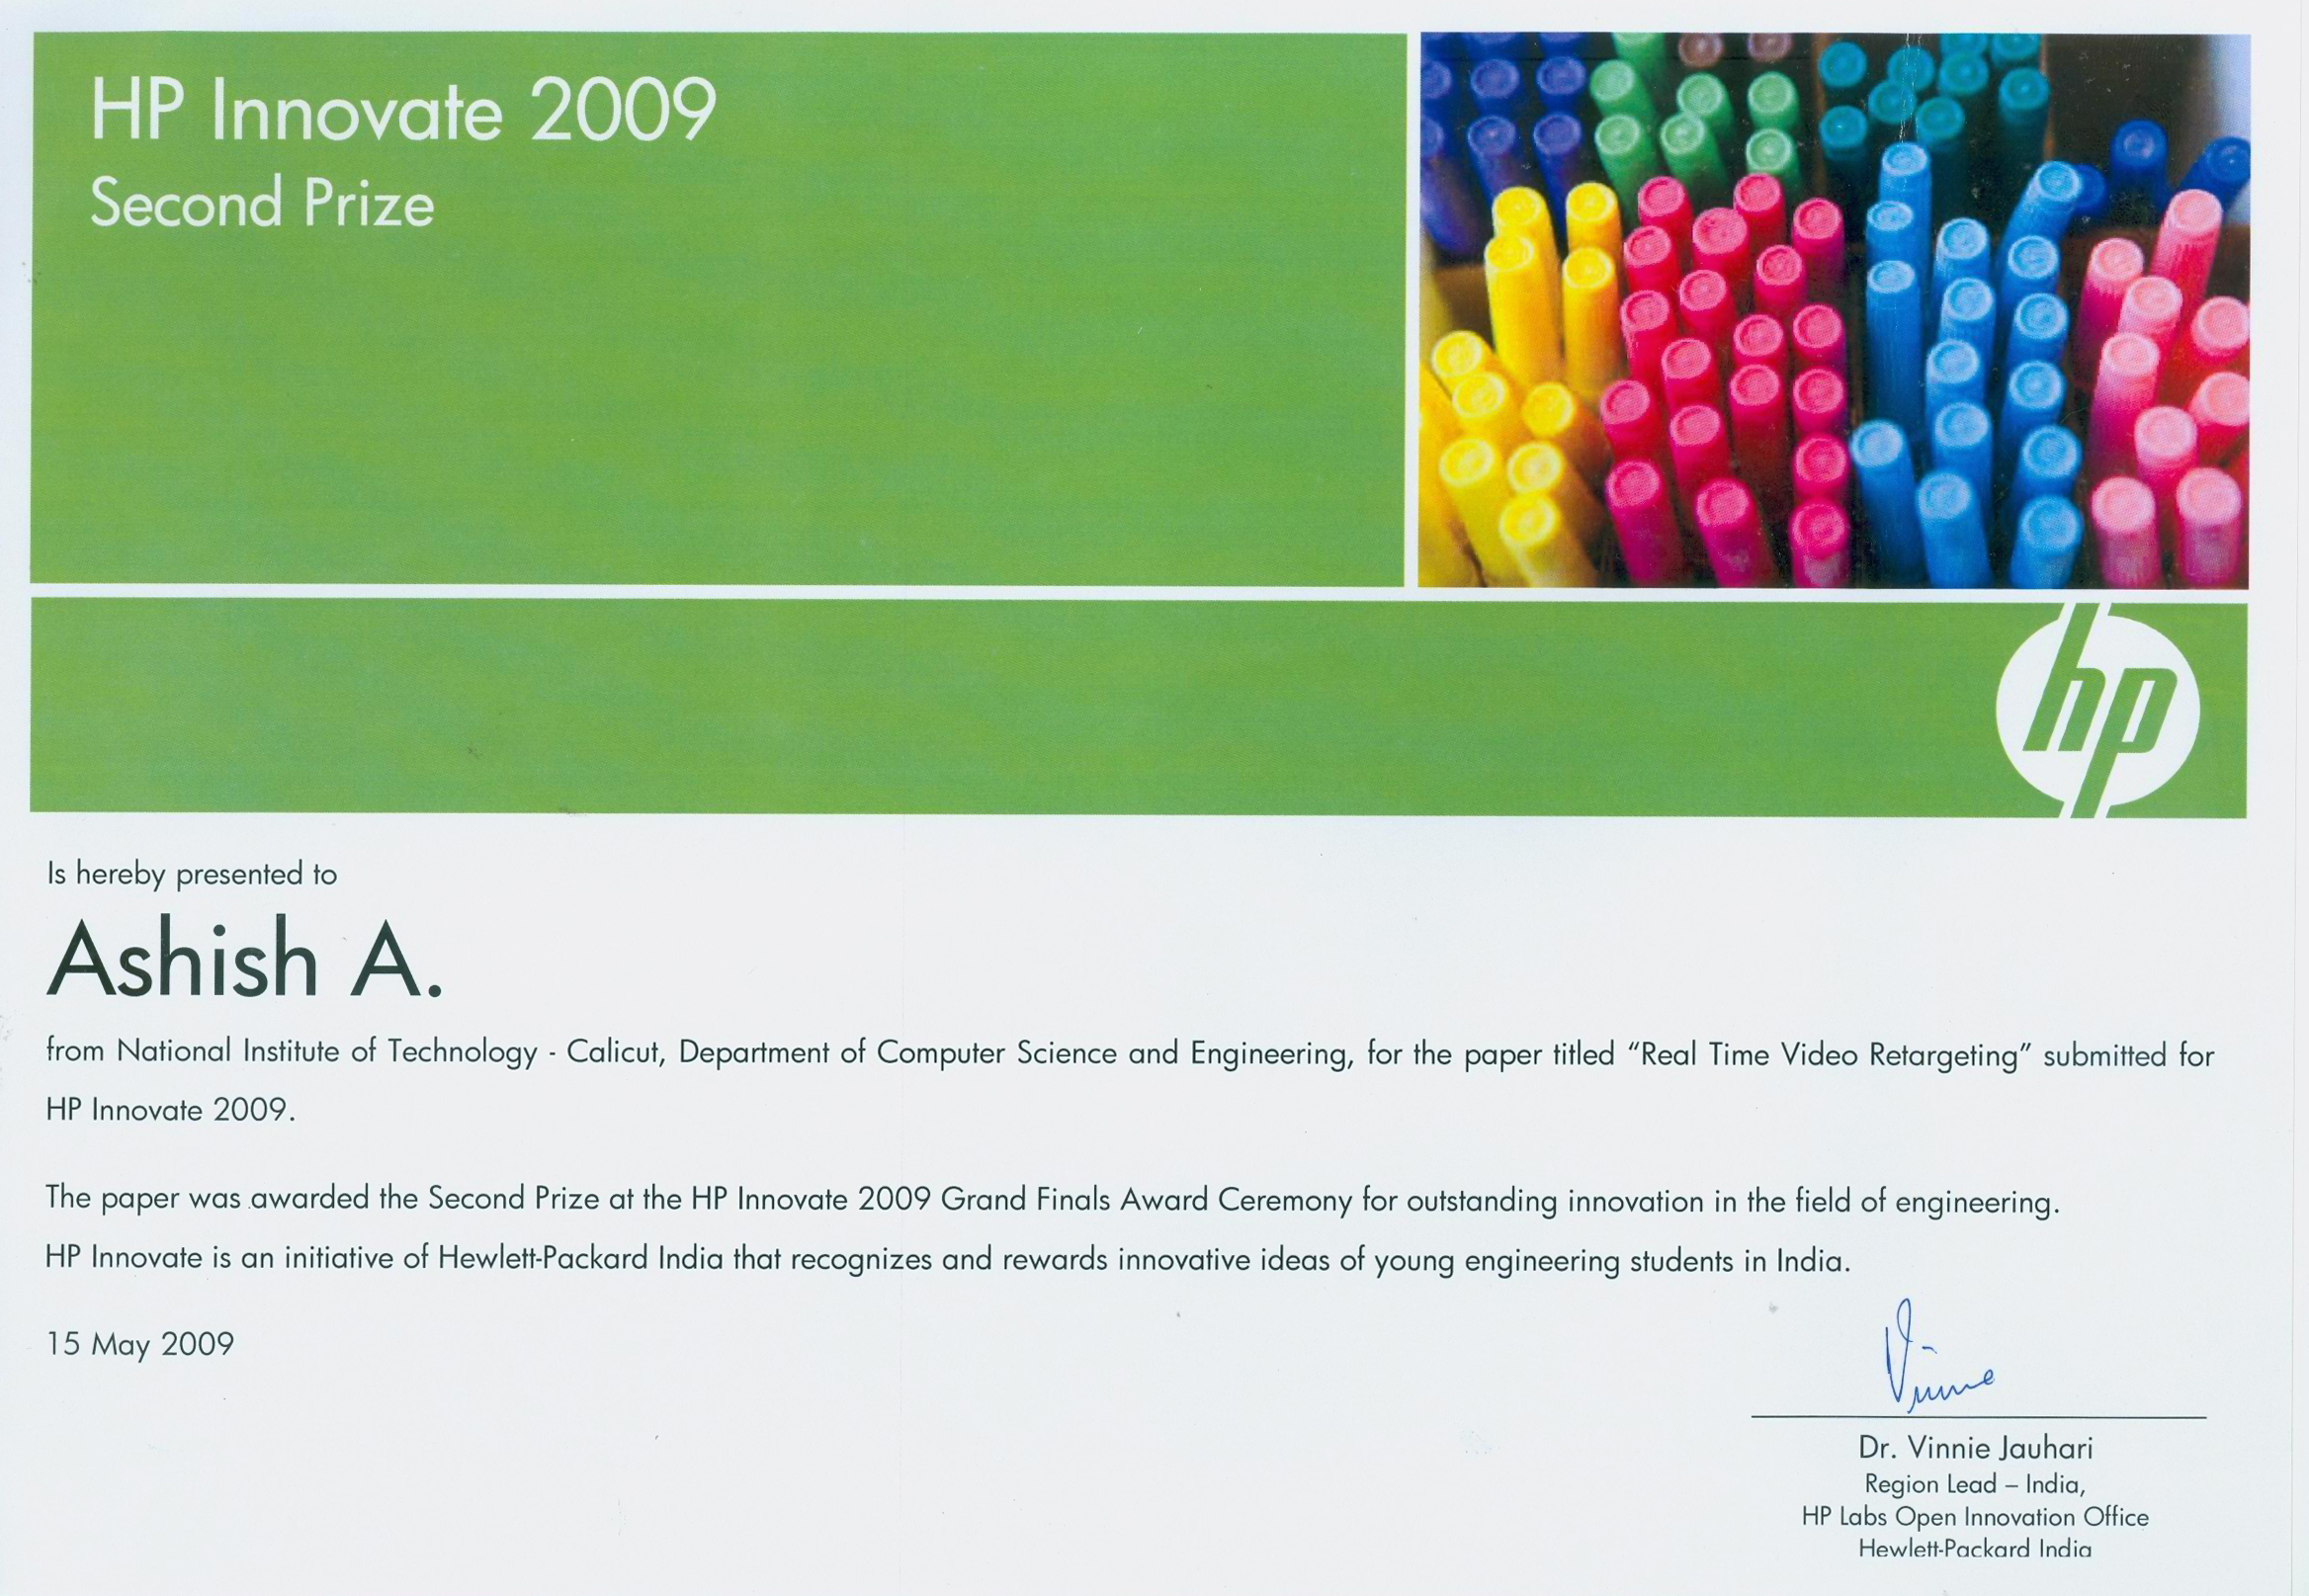 HP Innovate 2009
Second Prize
hp
Is hereby presented to
Ashish A.
from National Institute of Technology - Calicut, Department of Computer Science and Engineering, for the paper titled “Real Time Video Retargeting” submitted for
HP Innovate 2009.
The paper was awarded the Second Prize at the HP Innovate 2009 Grand Finals Award Ceremony for outstanding innovation in the field of engineering.
HP Innovate is an initiative of Hewlett-Packard India that recognizes and rewards innovative ideas of young engineering students in India.
15 May 2009
Vinnie
Dr. Vinnie Jauhari
Region Lead – India,
HP Labs Open Innovation Office
Hewlett-Packard India